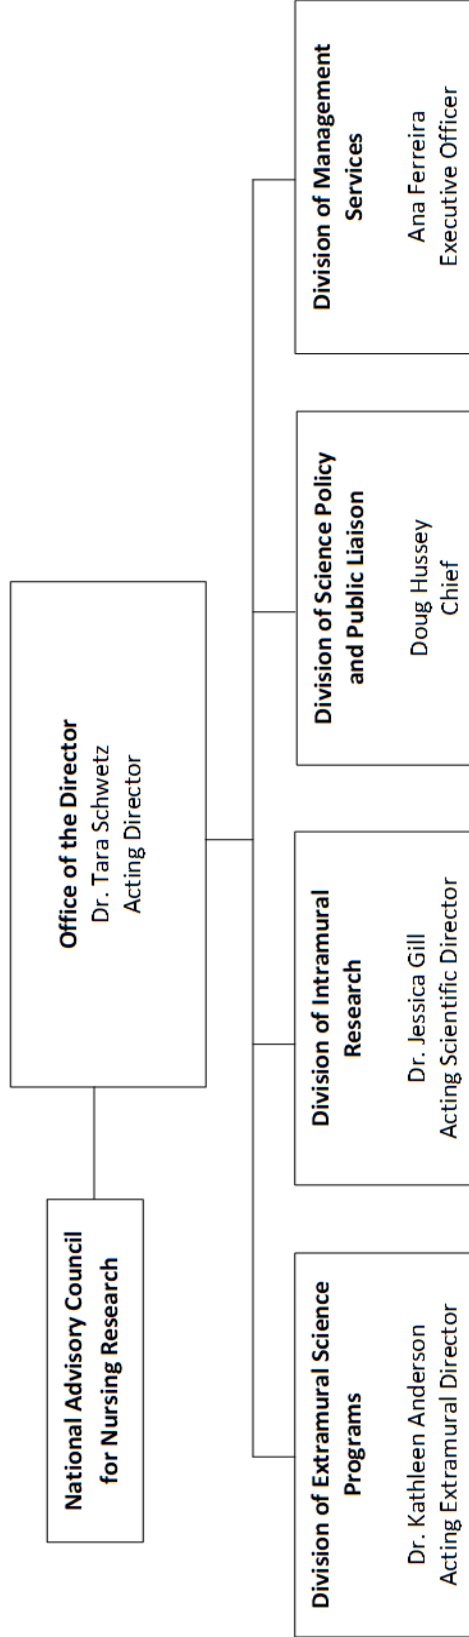 Office of the Director
Dr. Tara Schwetz
Acting Director
National Advisory Council
for Nursing Research
Division of Extramural Science
Programs
Dr. Kathleen Anderson
Acting Extramural Director
Division of Intramural
Research
Dr. Jessica Gill
Acting Scientific Director
Division of Science Policy
and Public Liaison
Doug Hussey
Chief
Division of Management
Services
Ana Ferreira
Executive Officer